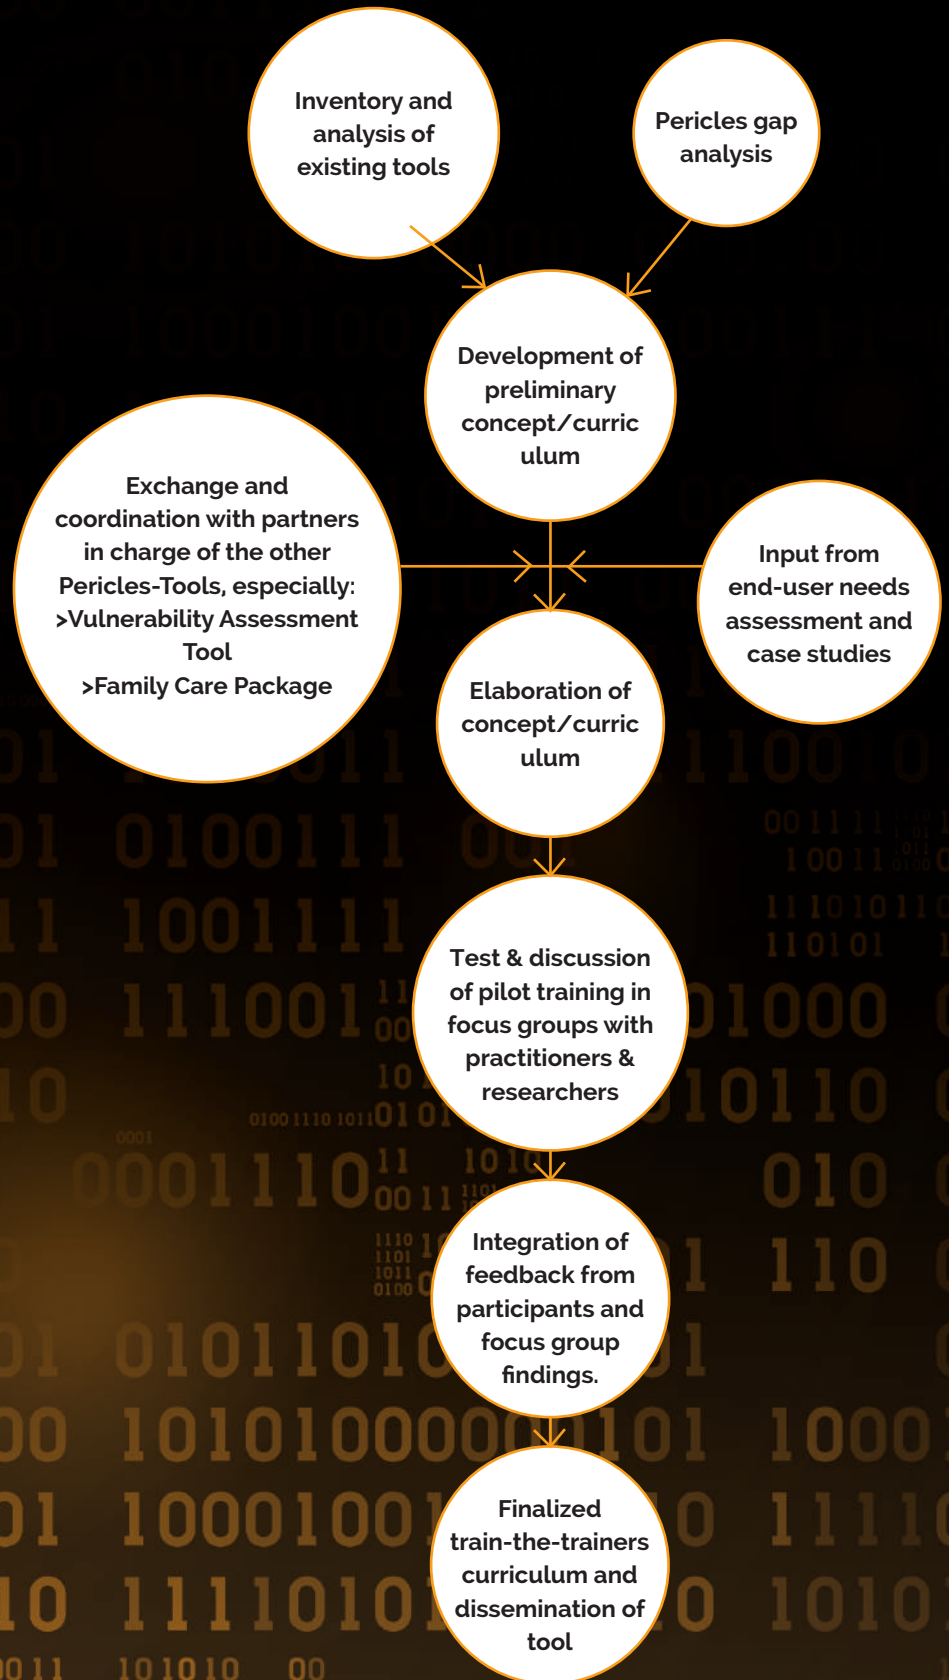 Inventory and
analysis of
existing tools
Pericles gap
analysis
Development of
preliminary
concept/curric
ulum
Exchange and
coordination with partners
in charge of the other
Pericles-Tools, especially:
>Vulnerability Assessment
Tool
>Family Care Package
Input from
end-user needs
assessment and
case studies
Elaboration of
concept/curric
ulum
Test & discussion
of pilot training in
focus groups with
practitioners &
researchers
Integration of
feedback from
participants and
focus group
findings.
Finalized
train-the-trainers
curriculum and
dissemination of
tool